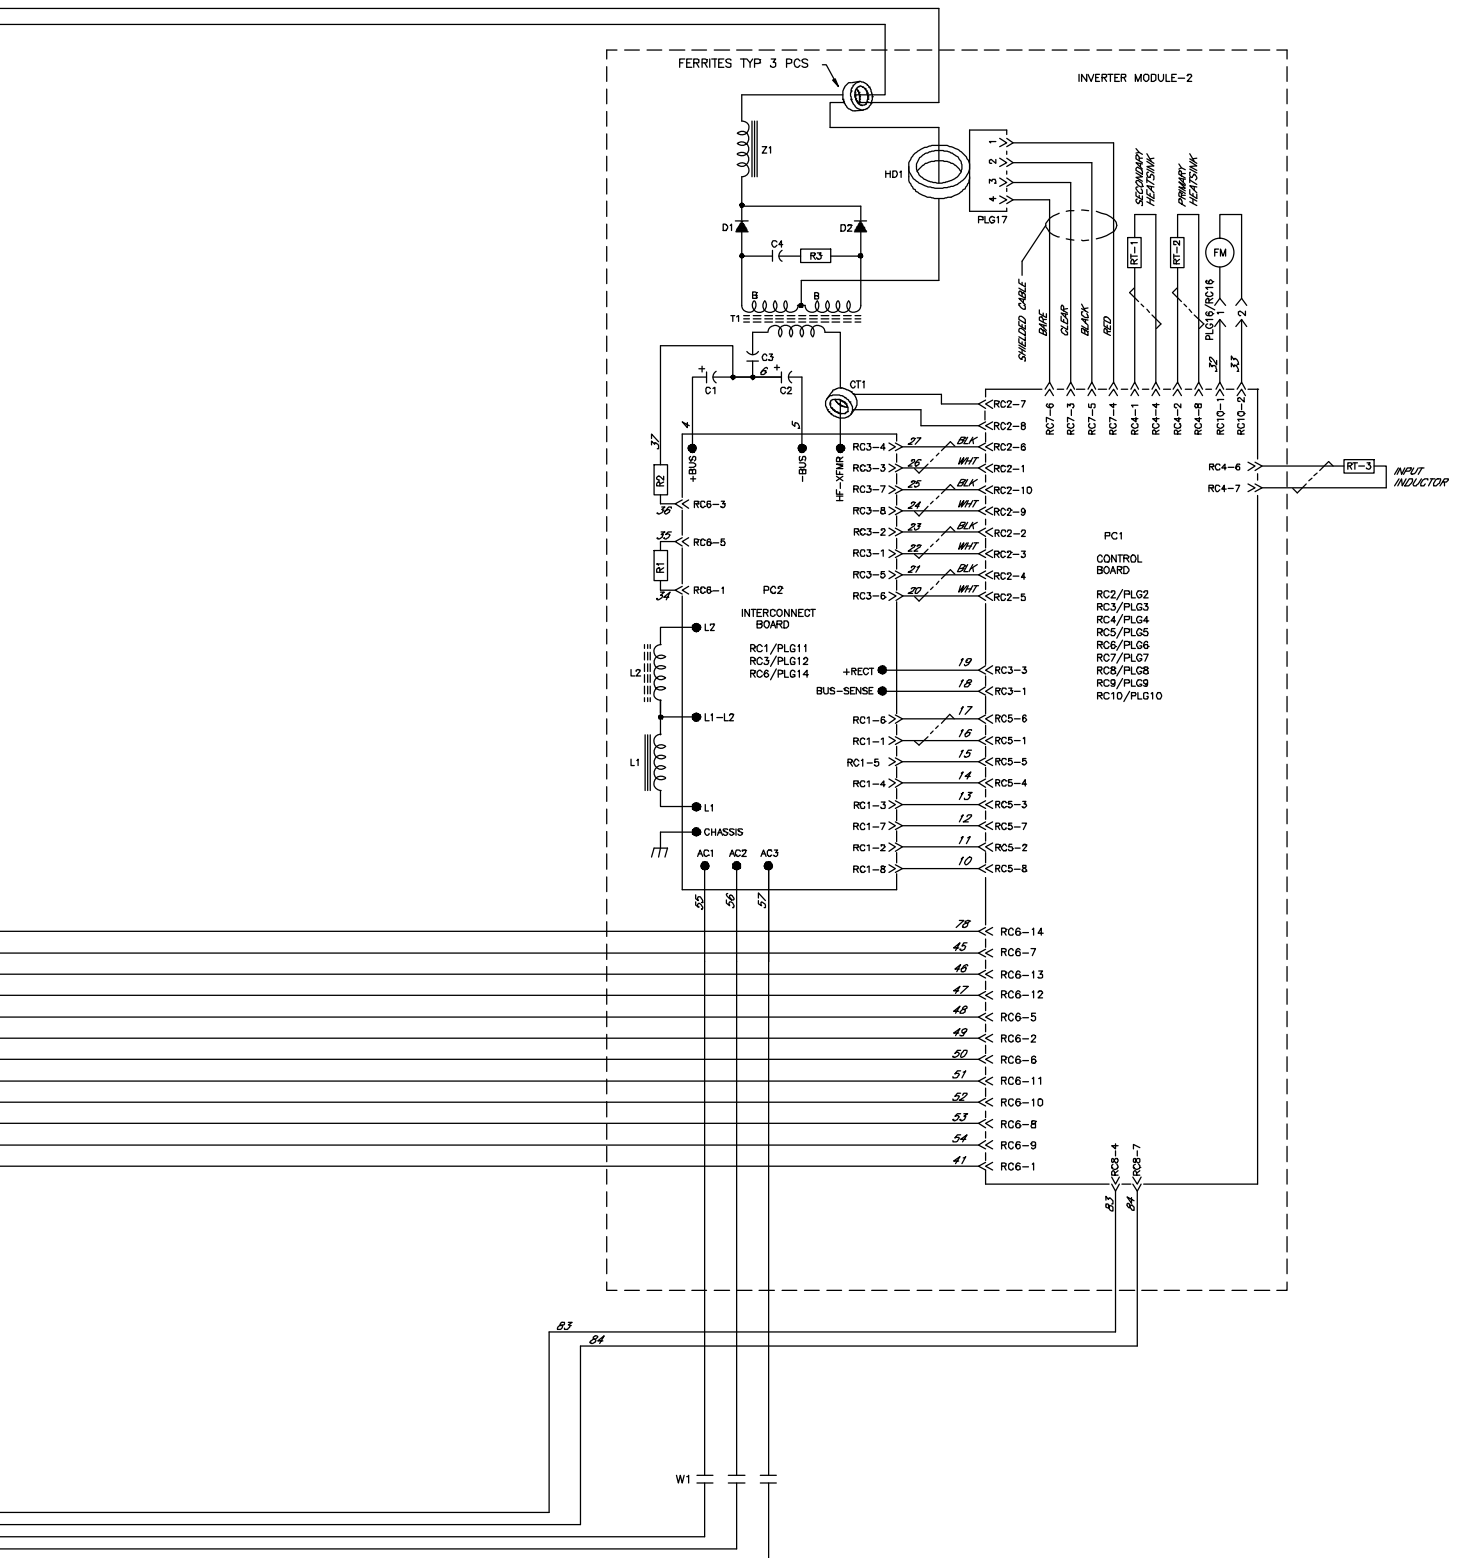 FERRITES TYP 3 PCS
INVERTER MODULE-2
Z1
HD1
1
2
3
4
PLG17
SECONDARY
HEATSINK
PRIMARY
HEATSINK
D1
D2
C4
R3
RT-1
RT-2
FM
B
B
T1
SHIELDED CABLE
BARE
CLEAR
BLACK
RED
PLG16/RC16
1
2
32
33
C3
+
C1
6
+
C2
CT1
4
5
37
+BUS
-BUS
HF-XFMR
RC2-7
RC2-8
RC7-6
RC7-3
RC7-5
RC7-4
RC4-1
RC4-4
RC4-2
RC4-8
RC10-1
RC10-2
RC3-4 27 BLK RC2-6
RC3-3 26 WHT RC2-1
RC3-7 25 BLK RC2-10
RC3-8 24 WHT RC2-9
RC3-2 23 BLK RC2-2
RC3-1 22 WHT RC2-3
RC3-5 21 BLK RC2-4
RC3-6 20 WHT RC2-5
RC4-6
RC4-7
RT-3
INPUT
INDUCTOR
R2
36
RC6-3
35
RC6-5
R1
34
RC6-1
PC2
INTERCONNECT
BOARD
RC1/PLG11
RC3/PLG12
RC6/PLG14
PC1
CONTROL
BOARD
RC2/PLG2
RC3/PLG3
RC4/PLG4
RC5/PLG5
RC6/PLG6
RC7/PLG7
RC8/PLG8
RC9/PLG9
RC10/PLG10
L2
L2
L1-L2
L1
L1
CHASSIS
+RECT 19 RC3-3
BUS-SENSE 18 RC3-1
RC1-6 17 RC5-6
RC1-1 16 RC5-1
RC1-5 15 RC5-5
RC1-4 14 RC5-4
RC1-3 13 RC5-3
RC1-7 12 RC5-7
RC1-2 11 RC5-2
RC1-8 10 RC5-8
AC1 AC2 AC3
55
56
57
78 RC6-14
45 RC6-7
46 RC6-13
47 RC6-12
48 RC6-5
49 RC6-2
50 RC6-6
51 RC6-11
52 RC6-10
53 RC6-8
54 RC6-9
41 RC6-1
RC8-4
RC8-7
83
84
83
84
W1